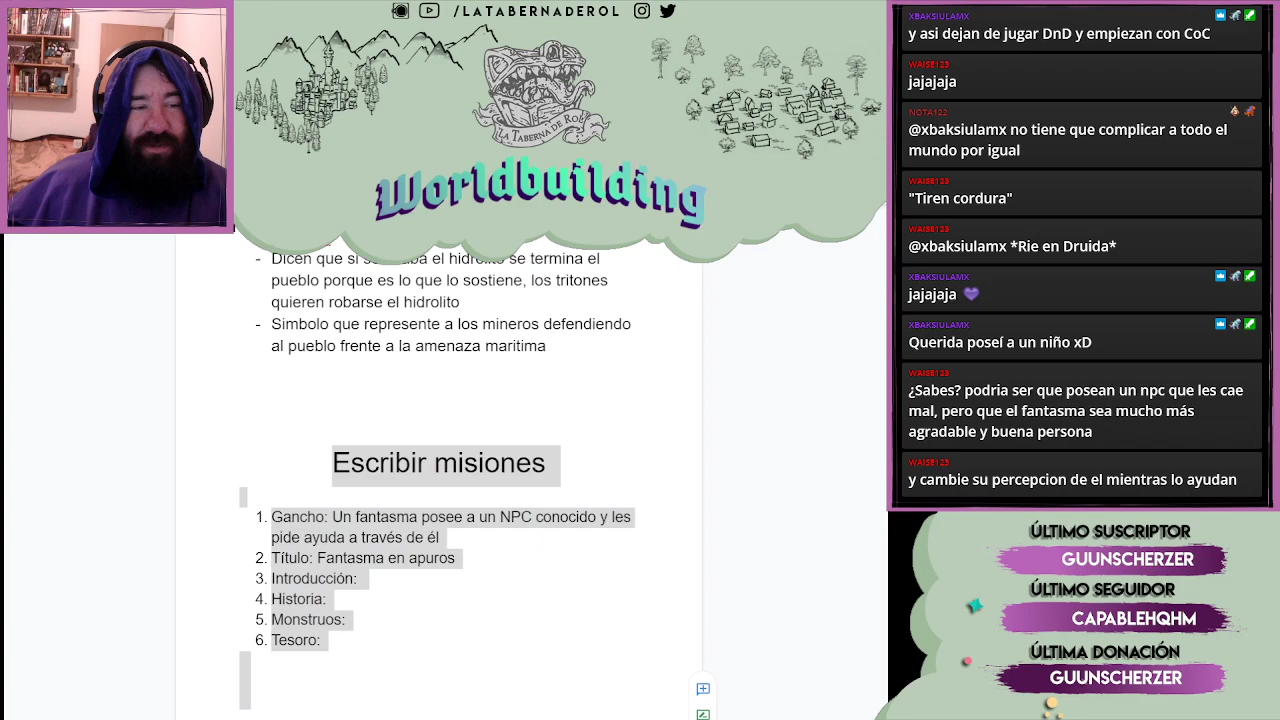 /LATABERNADEROL
LA TABERNA DE ROL
Worldbuilding
- Dicen que si se el hidrolito se termina el
pueblo porque es lo que lo sostiene, los tritones
quieren robarse el hidrolito
- Simbolo que represente a los mineros defendiendo
al pueblo frente a la amenaza maritima
Escribir misiones
1. Gancho: Un fantasma posee a un NPC conocido y les
pide ayuda a través de él
2. Título: Fantasma en apuros
3. Introducción:
4. Historia:
5. Monstruos:
6. Tesoro:
XBAKSIULAMX
y asi dejan de jugar DnD y empiezan con CoC
WAISE123
jajajaja
NOTA122
@xbaksiulamx no tiene que complicar a todo el
mundo por igual
WAISE123
"Tiren cordura"
WAISE123
@xbaksiulamx *Rie en Druida*
XBAKSIULAMX
jajajaja 💜
XBAKSIULAMX
Querida poseí a un niño xD
WAISE123
¿Sabes? podria ser que posean un npc que les cae
mal, pero que el fantasma sea mucho más
agradable y buena persona
WAISE123
y cambie su percepcion de el mientras lo ayudan
ÚLTIMO SUSCRIPTOR
GUUNSCHERZER
ÚLTIMO SEGUIDOR
CAPABLEHQHM
ÚLTIMA DONACIÓN
GUUNSCHERZER